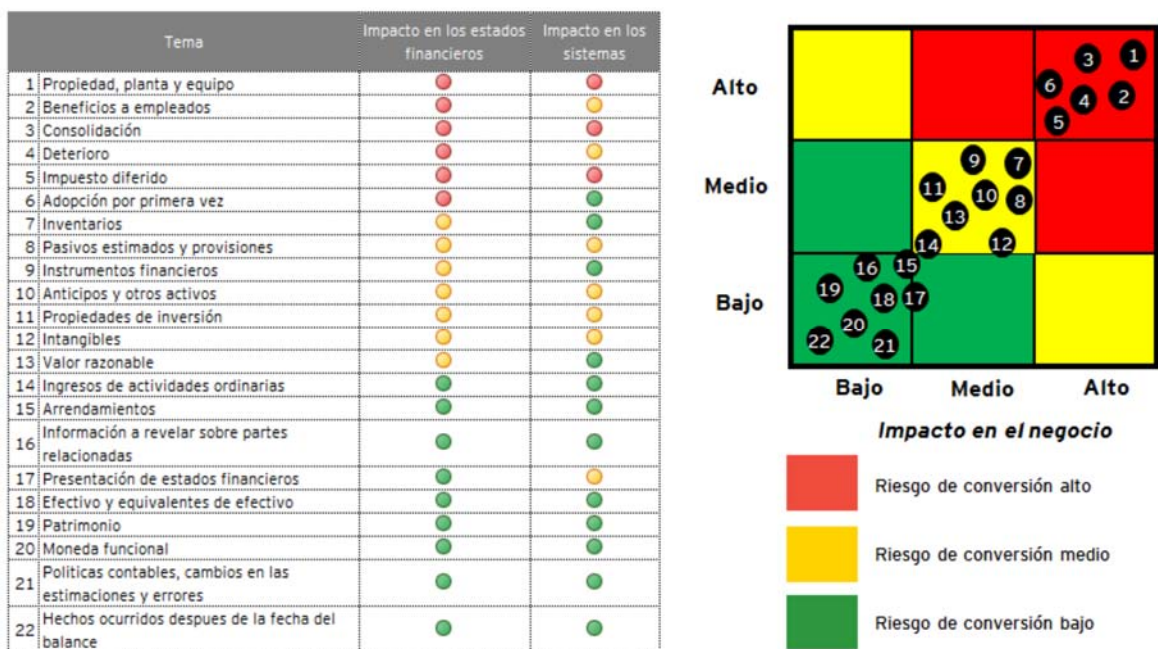 Tema
Impacto en los estados
financieros
Impacto en los
sistemas
1 Propiedad, planta y equipo
2 Beneficios a empleados
3 Consolidación
4 Deterioro
5 Impuesto diferido
6 Adopción por primera vez
7 Inventarios
8 Pasivos estimados y provisiones
9 Instrumentos financieros
10 Anticipos y otros activos
11 Propiedades de inversión
12 Intangibles
13 Valor razonable
14 Ingresos de actividades ordinarias
15 Arrendamientos
16 Información a revelar sobre partes
relacionadas
17 Presentación de estados financieros
18 Efectivo y equivalentes de efectivo
19 Patrimonio
20 Moneda funcional
21 Politicas contables, cambios en las
estimaciones y errores
22 Hechos ocurridos despues de la fecha del
balance
Alto
3 1
6 4 2
5
Medio
9 7
11 10 8
13
14 12
Bajo
16 15
19 18 17
20
22 21
Bajo Medio Alto
Impacto en el negocio
Riesgo de conversión alto
Riesgo de conversión medio
Riesgo de conversión bajo